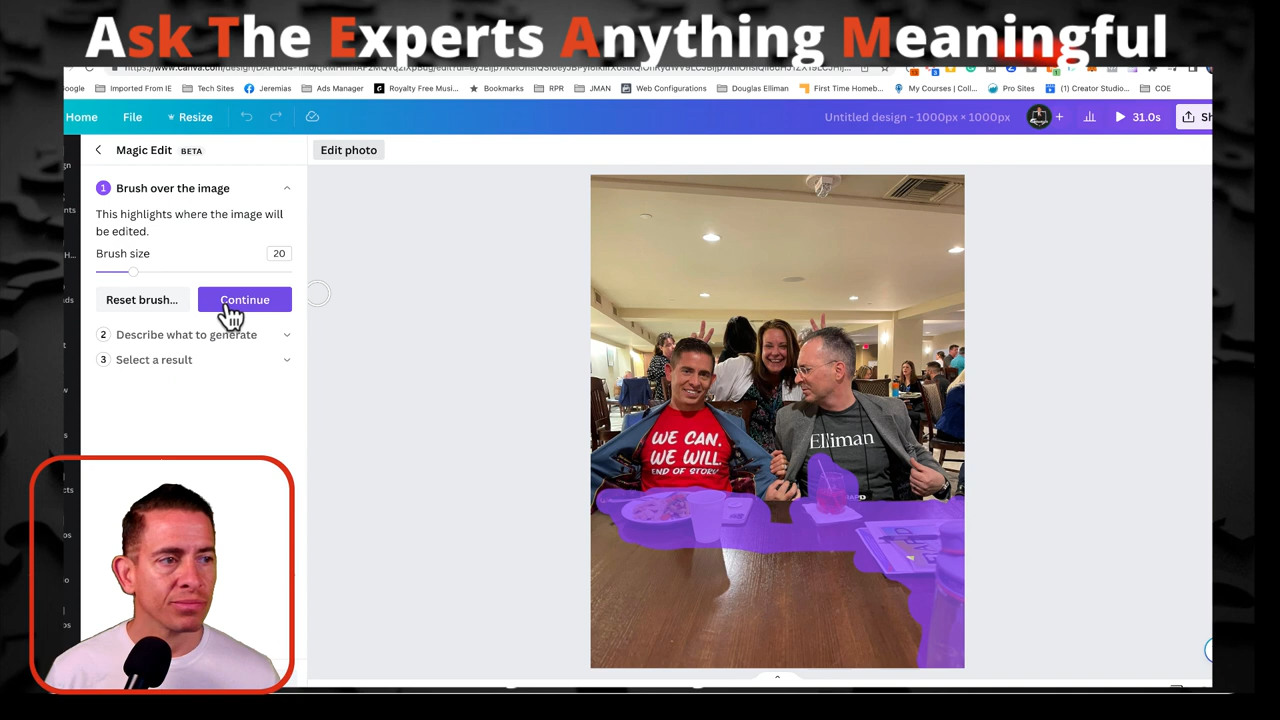 Ask The Experts Anything Meaningful
oogle Imported From IE Tech Sites Jeremias Ads Manager Royalty Free Musi... Bookmarks RPR JMAN Web Configurations Douglas Elliman First Time Homeb... My Courses | Coll... Pro Sites (1) Creator Studio... COE
Home File Resize Untitled design - 1000px × 1000px + 31.0s Sh
Magic Edit BETA
Edit photo
1 Brush over the image
This highlights where the image will
be edited.
Brush size 20
Reset brush... Continue
2 Describe what to generate
3 Select a result
WE CAN.
WE WILL.
END OF STORY.
Elliman